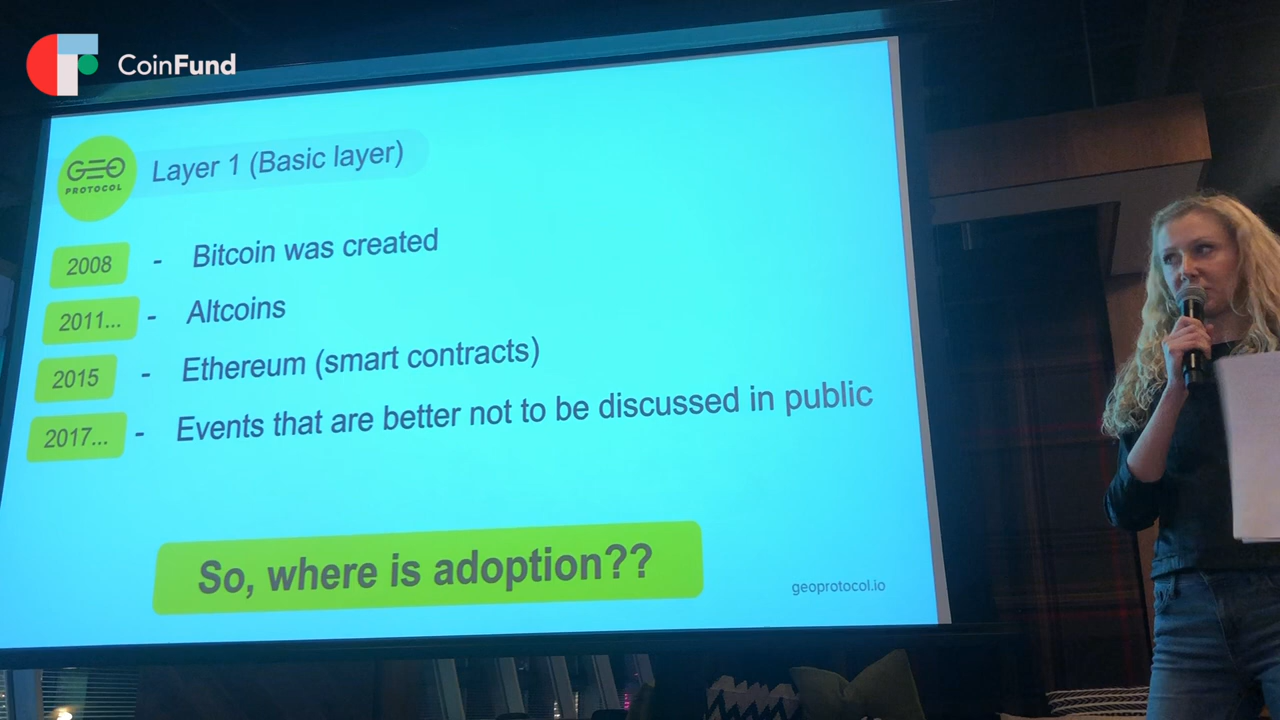 CoinFund
GEO
PROTOCOL
Layer 1 (Basic layer)
2008 - Bitcoin was created
2011... - Altcoins
2015 - Ethereum (smart contracts)
2017... - Events that are better not to be discussed in public
So, where is adoption??
geoprotocol.io